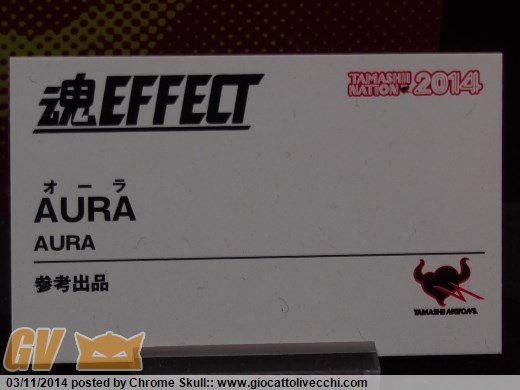 魂EFFECT
TAMASHII
NATION 2014
オーラ
AURA
AURA
参考出品
TAMASHII NATIONS
GV
03/11/2014 posted by Chrome Skull:: www.giocattolivecchi.com